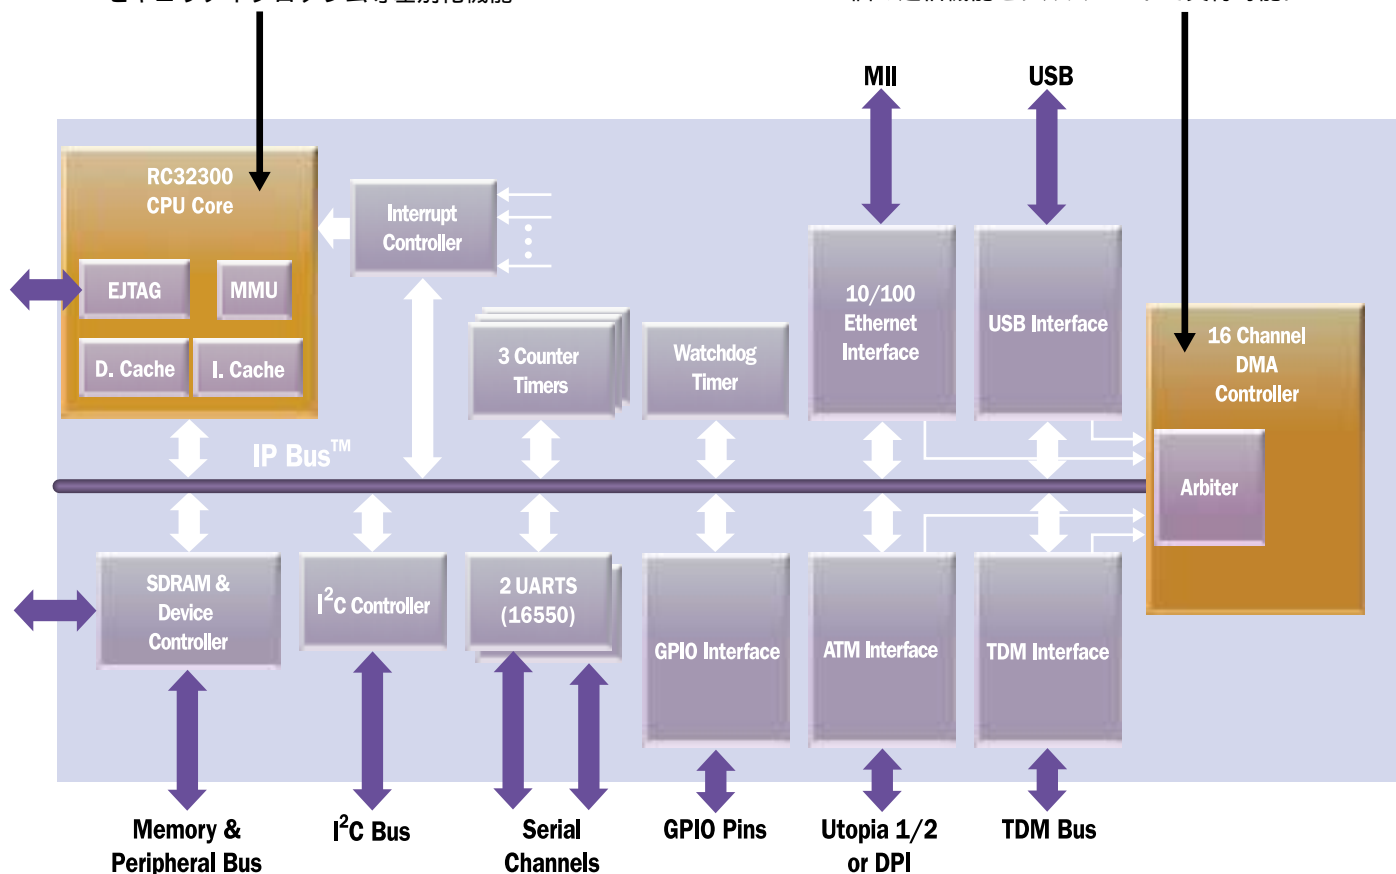 MII
USB
RC32300
CPU Core
Interrupt
Controller
EJTAG
MMU
D. Cache
I. Cache
3 Counter
Timers
Watchdog
Timer
10/100
Ethernet
Interface
USB Interface
16 Channel
DMA
Controller
Arbiter
IP Bus™
SDRAM &
Device
Controller
I²C Controller
2 UARTS
(16550)
GPIO Interface
ATM Interface
TDM Interface
Memory &
Peripheral Bus
I²C Bus
Serial
Channels
GPIO Pins
Utopia 1/2
or DPI
TDM Bus